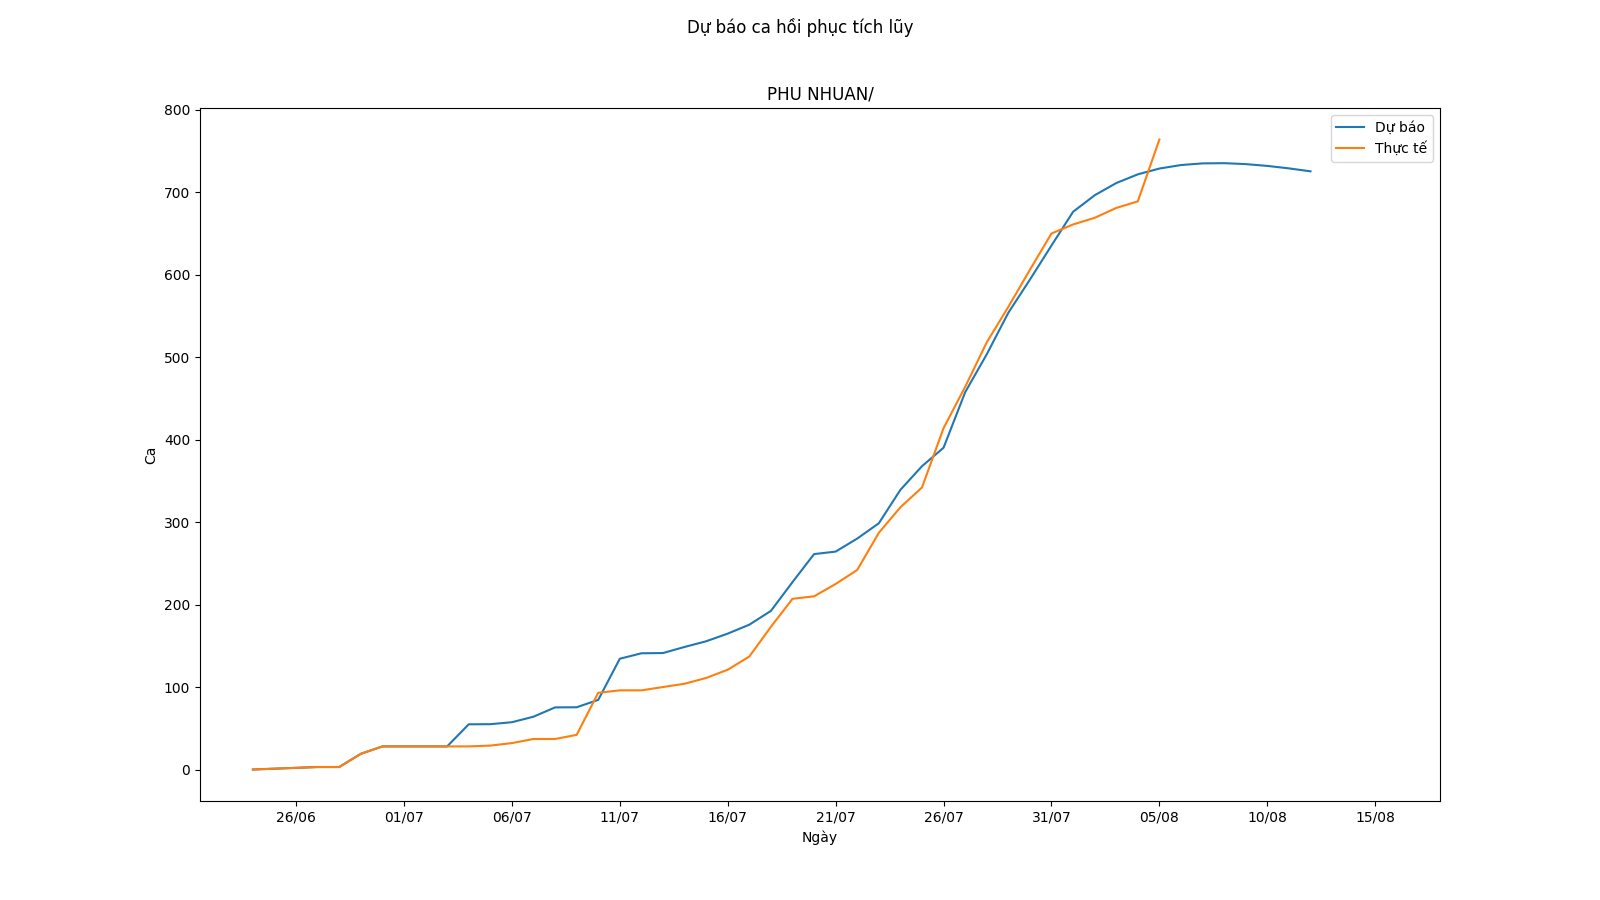 Dự báo ca hồi phục tích lũy
PHU NHUAN/
Dự báo
Thực tế
800
700
600
500
400
300
200
100
0
Ca
26/06 01/07 06/07 11/07 16/07 21/07 26/07 31/07 05/08 10/08 15/08
Ngày